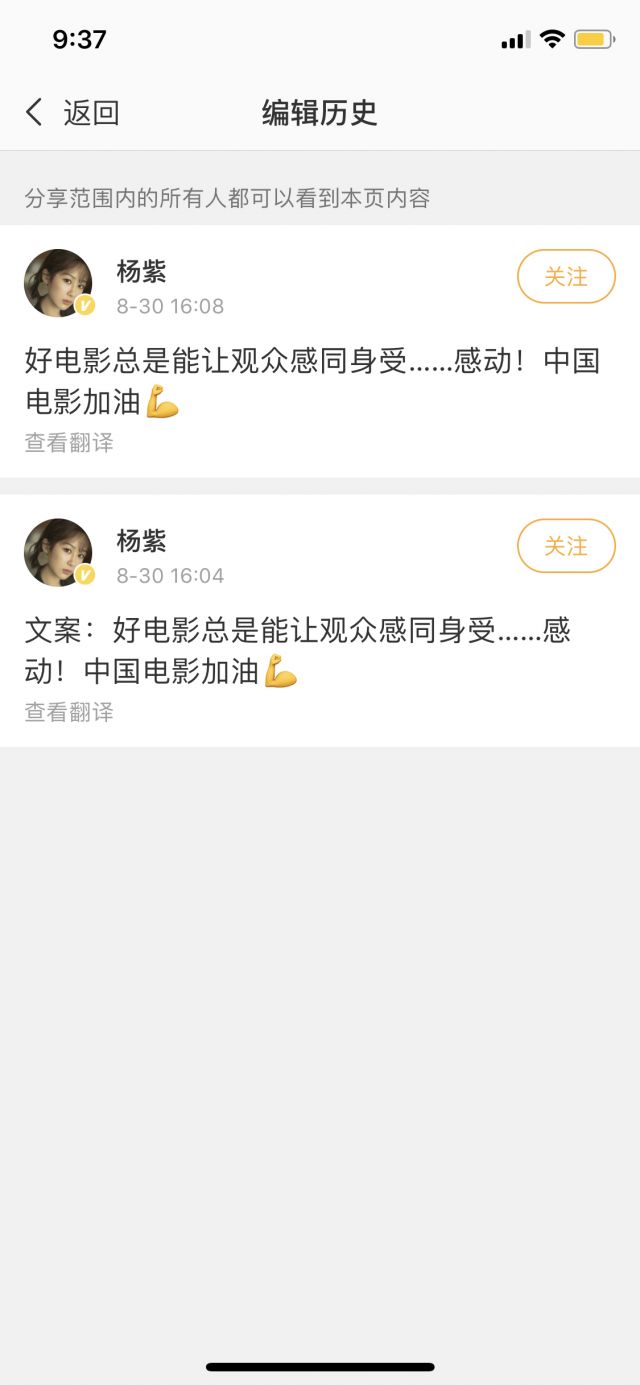 9:37
返回
编辑历史
分享范围内的所有人都可以看到本页内容
杨紫
关注
8-30 16:08
好电影总是能让观众感同身受……感动！中国
电影加油💪
查看翻译
杨紫
关注
8-30 16:04
文案：好电影总是能让观众感同身受……感
动！中国电影加油💪
查看翻译